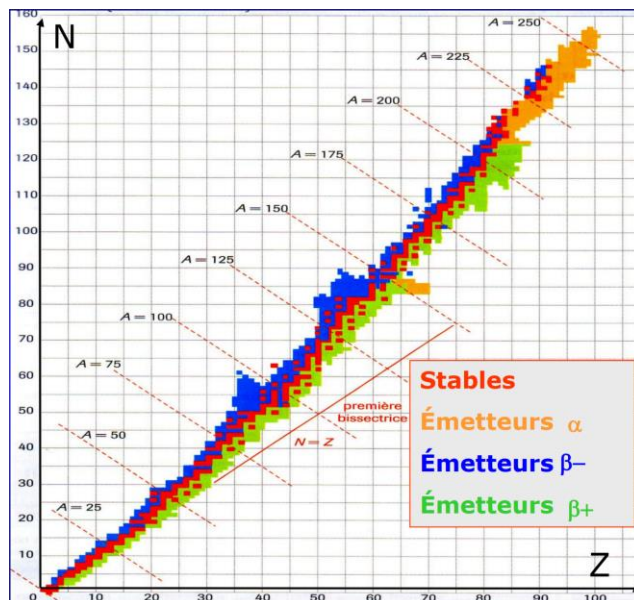 160
N
150
140
130
120
110
100
90
80
70
60
50
40
30
20
10
0
A = 250
A = 225
A = 200
A = 175
A = 150
A = 125
A = 100
A = 75
A = 50
A = 25
première
bissectrice
N = Z
Stables
Émetteurs α
Émetteurs β−
Émetteurs β+
Z
10 20 30 40 50 60 70 80 90 100